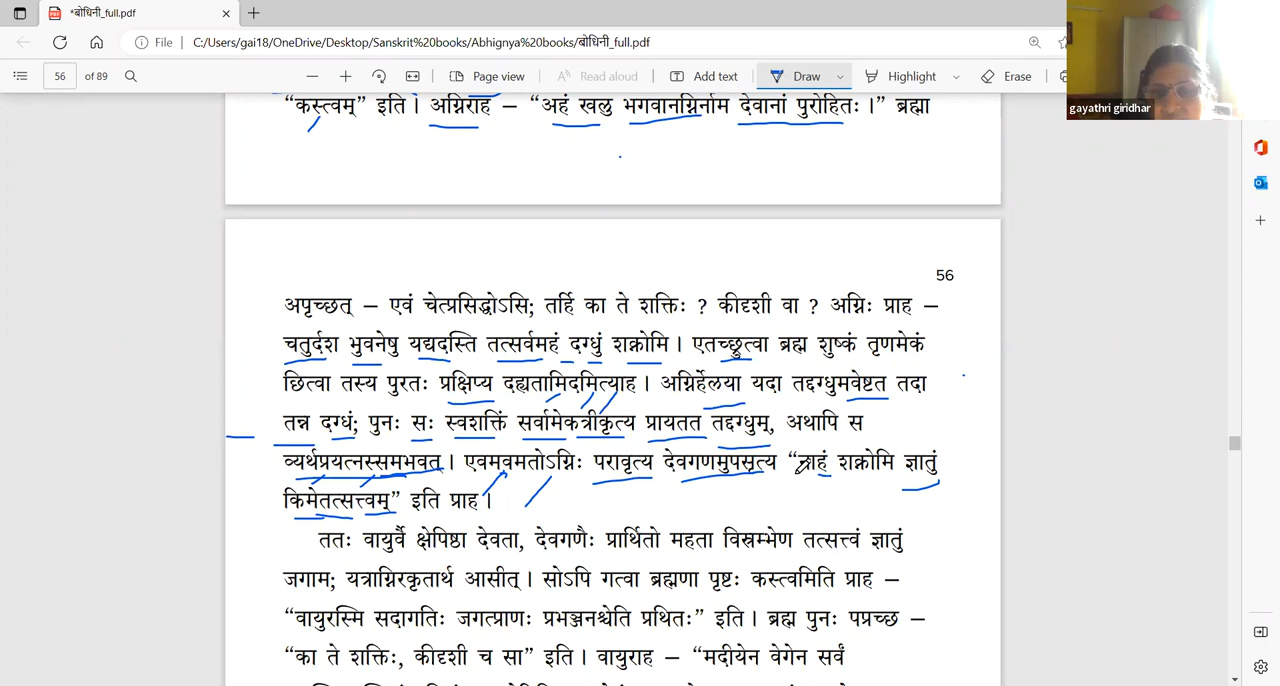 *बोधिनी_full.pdf
File
C:/Users/gai18/OneDrive/Desktop/Sanskrit%20books/Abhignya%20books/बोधिनी_full.pdf
56 of 89
Page view
Read aloud
Add text
Draw
Highlight
Erase
gayathri giridhar
“कस्त्वम्” इति । अग्निराह – “अहं खलु भगवानग्निर्नाम देवानां पुरोहितः ।” ब्रह्मा
56
अपृच्छत् – एवं चेत्प्रसिद्धोऽसि; तर्हि का ते शक्तिः ? कीदृशी वा ? अग्निः प्राह –
चतुर्दश भुवनेषु यद्यदस्ति तत्सर्वमहं दग्धुं शक्नोमि । एतच्छ्रुत्वा ब्रह्म शुष्कं तृणमेकं
छित्वा तस्य पुरतः प्रक्षिप्य दह्यतामिदमित्याह । अग्निर्हेलया यदा तद्दग्धुमवेष्टत तदा
तन्न दग्धं; पुनः सः स्वशक्तिं सर्वामेकत्रीकृत्य प्रायतत तद्दग्धुम्, अथापि स
व्यर्थप्रयत्नस्समभवत् । एवमवमतोऽग्निः परावृत्य देवगणमुपसृत्य “नाहं शक्नोमि ज्ञातुं
किमेतत्सत्त्वम्” इति प्राह ।
ततः वायुर्वै क्षेपिष्ठा देवता, देवगणैः प्रार्थितो महता विस्रम्भेण तत्सत्त्वं ज्ञातुं
जगाम; यत्राग्निरकृतार्थ आसीत् । सोऽपि गत्वा ब्रह्मणा पृष्टः कस्त्वमिति प्राह –
“वायुरस्मि सदागतिः जगत्प्राणः प्रभञ्जनश्चेति प्रथितः” इति । ब्रह्म पुनः पप्रच्छ –
“का ते शक्तिः, कीदृशी च सा” इति । वायुराह – “मदीयेन वेगेन सर्वं